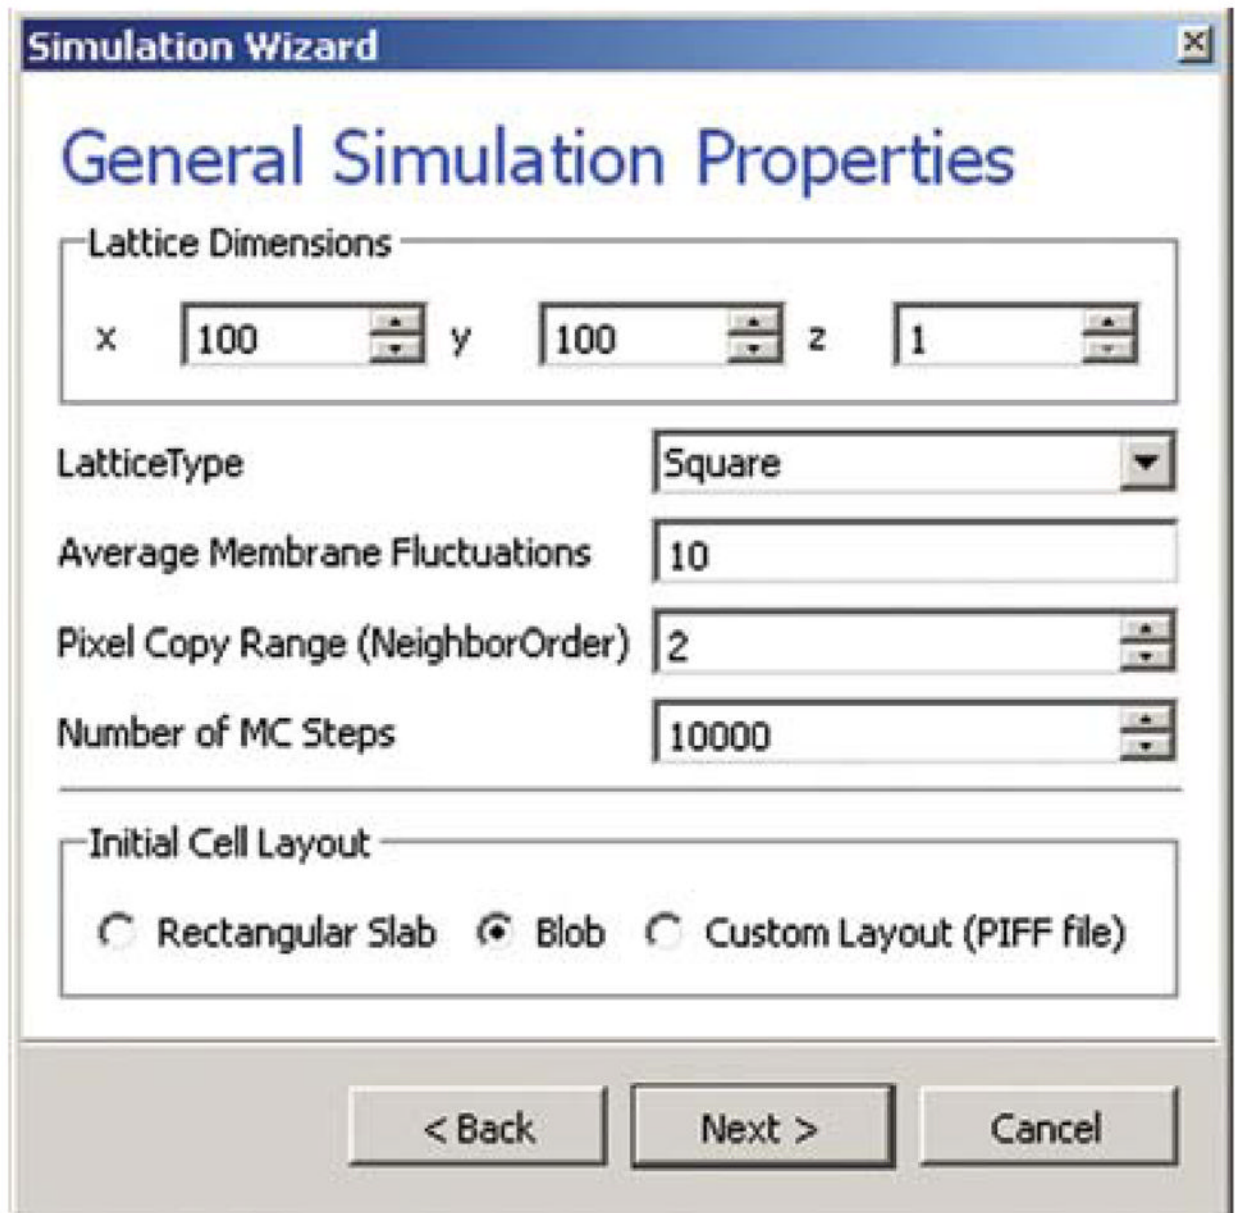 Simulation Wizard
General Simulation Properties
Lattice Dimensions
x 100 y 100 z 1
LatticeType Square
Average Membrane Fluctuations 10
Pixel Copy Range (NeighborOrder) 2
Number of MC Steps 10000
Initial Cell Layout
Rectangular Slab Blob Custom Layout (PIFF file)
< Back Next > Cancel